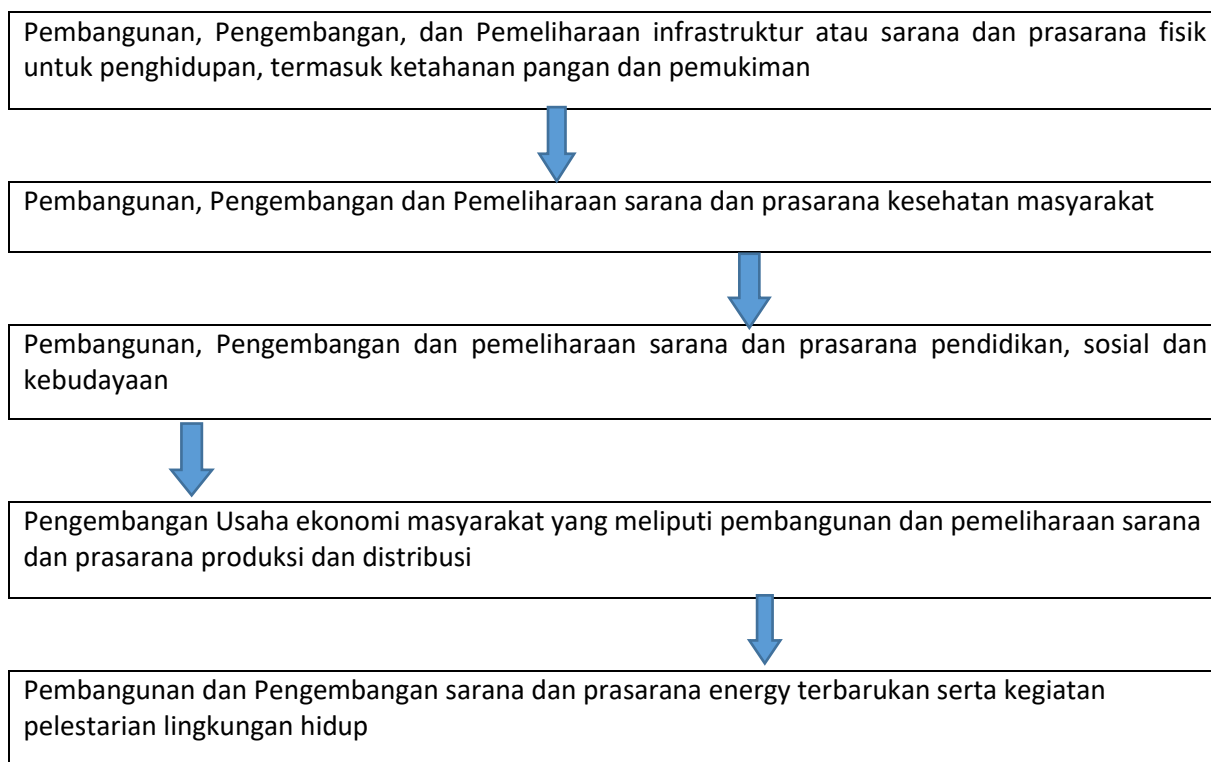 Pembangunan, Pengembangan, dan Pemeliharaan infrastruktur atau sarana dan prasarana fisik
untuk penghidupan, termasuk ketahanan pangan dan pemukiman
Pembangunan, Pengembangan dan Pemeliharaan sarana dan prasarana kesehatan masyarakat
Pembangunan, Pengembangan dan pemeliharaan sarana dan prasarana pendidikan, sosial dan
kebudayaan
Pengembangan Usaha ekonomi masyarakat yang meliputi pembangunan dan pemeliharaan sarana
dan prasarana produksi dan distribusi
Pembangunan dan Pengembangan sarana dan prasarana energy terbarukan serta kegiatan
pelestarian lingkungan hidup